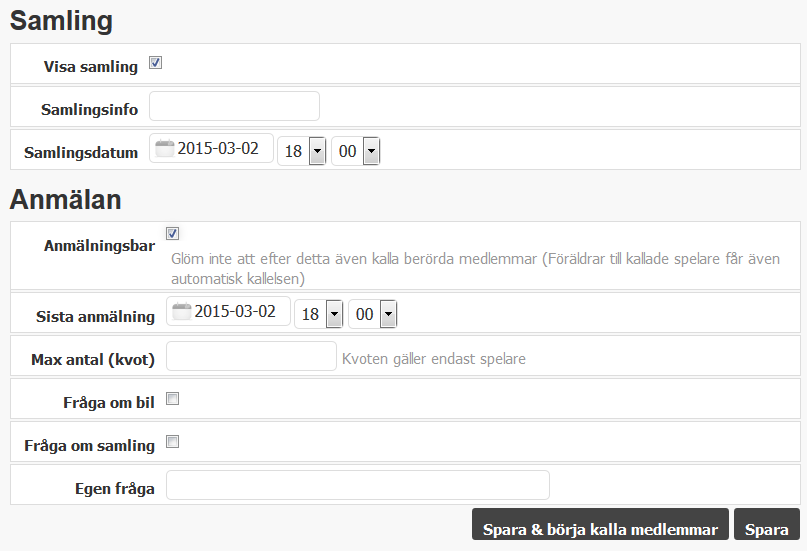 Samling
Visa samling
Samlingsinfo
Samlingsdatum 2015-03-02 18 00
Anmälan
Anmälningsbar
Glöm inte att efter detta även kalla berörda medlemmar (Föräldrar till kallade spelare får även
automatisk kallelsen)
Sista anmälning 2015-03-02 18 00
Max antal (kvot) Kvoten gäller endast spelare
Fråga om bil
Fråga om samling
Egen fråga
Spara & börja kalla medlemmar Spara